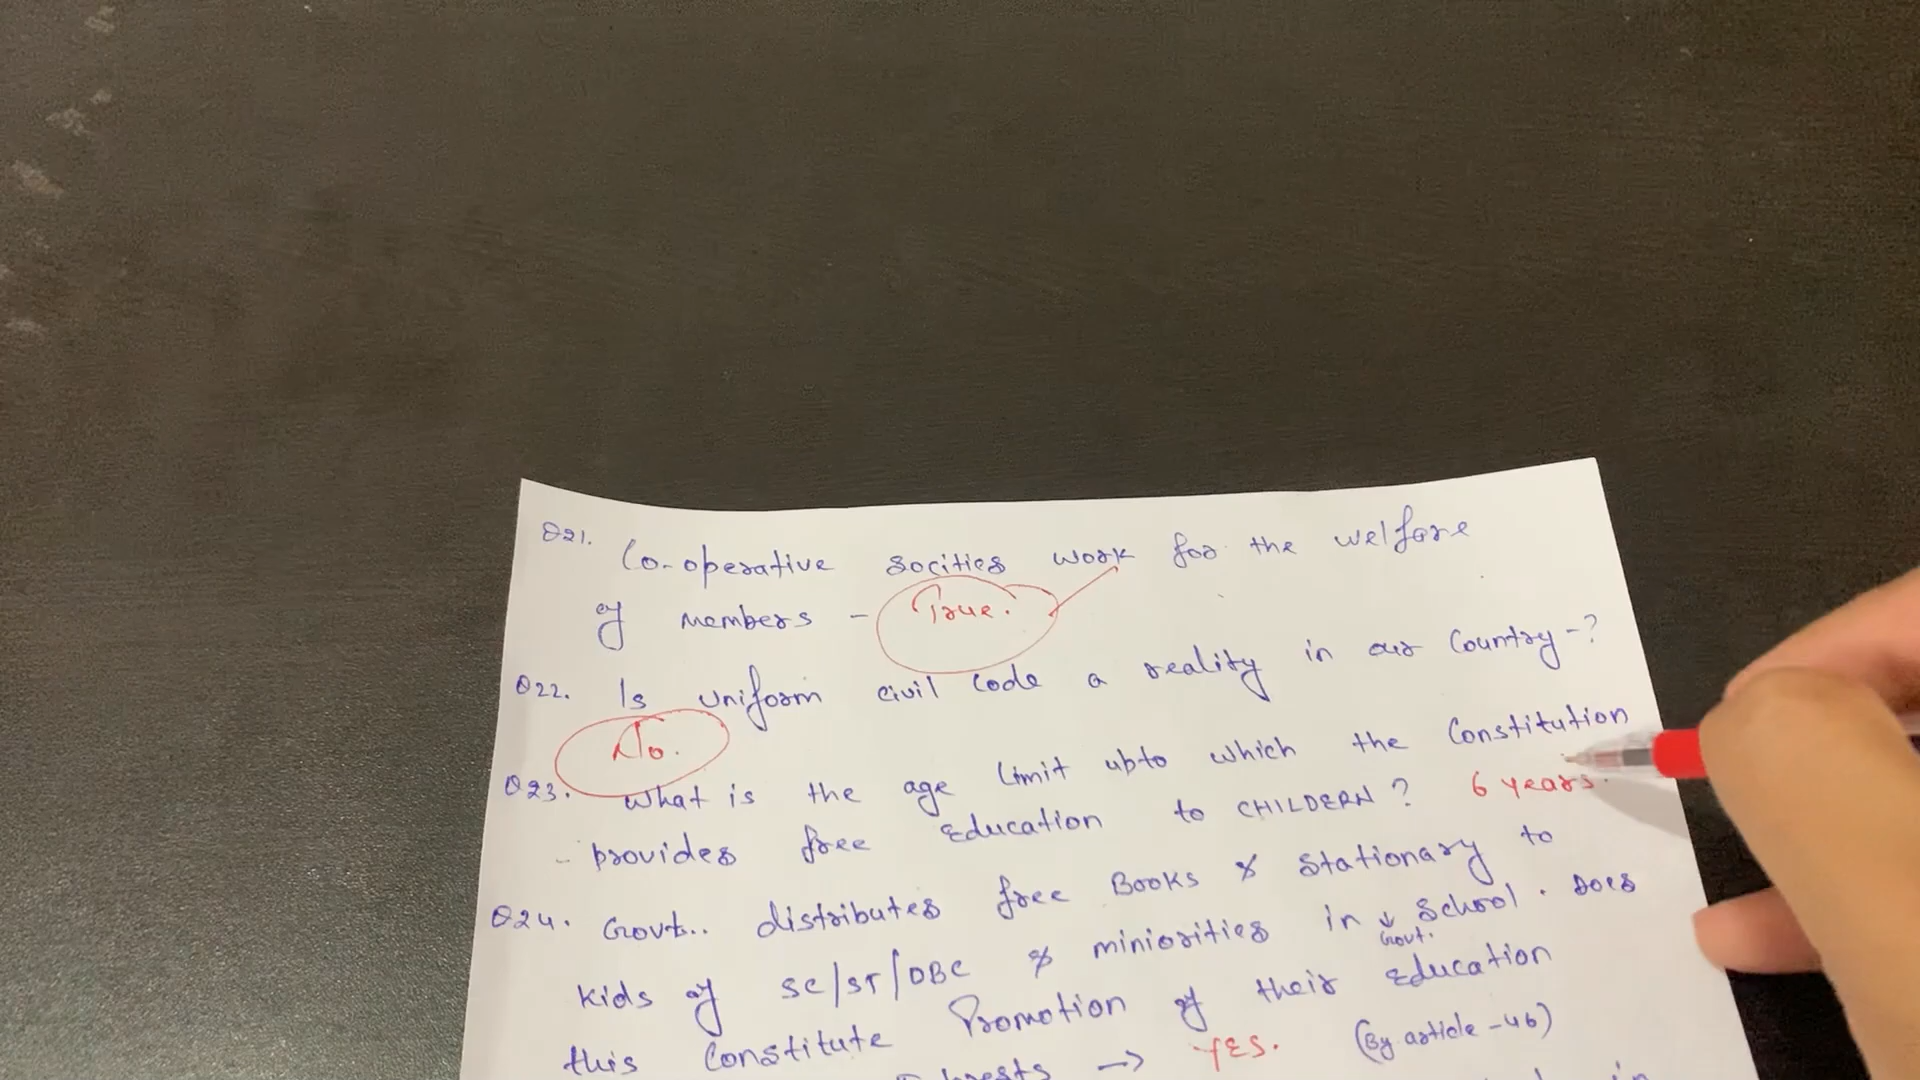 Q21. Co-operative socities work for the welfare
of members - True.
Q22. Is uniform civil code a reality in our Country-?
No.
Q23. What is the age limit upto which the Constitution
- provides free Education to CHILDERN? 6 years.
Q24. Govt.. distributes free Books & Stationary to
kids of SC/ST/OBC & miniorities in ↓ School. Does
Govt.
this Constitute Promotion of their Education
→ YES. (By article -46)
in